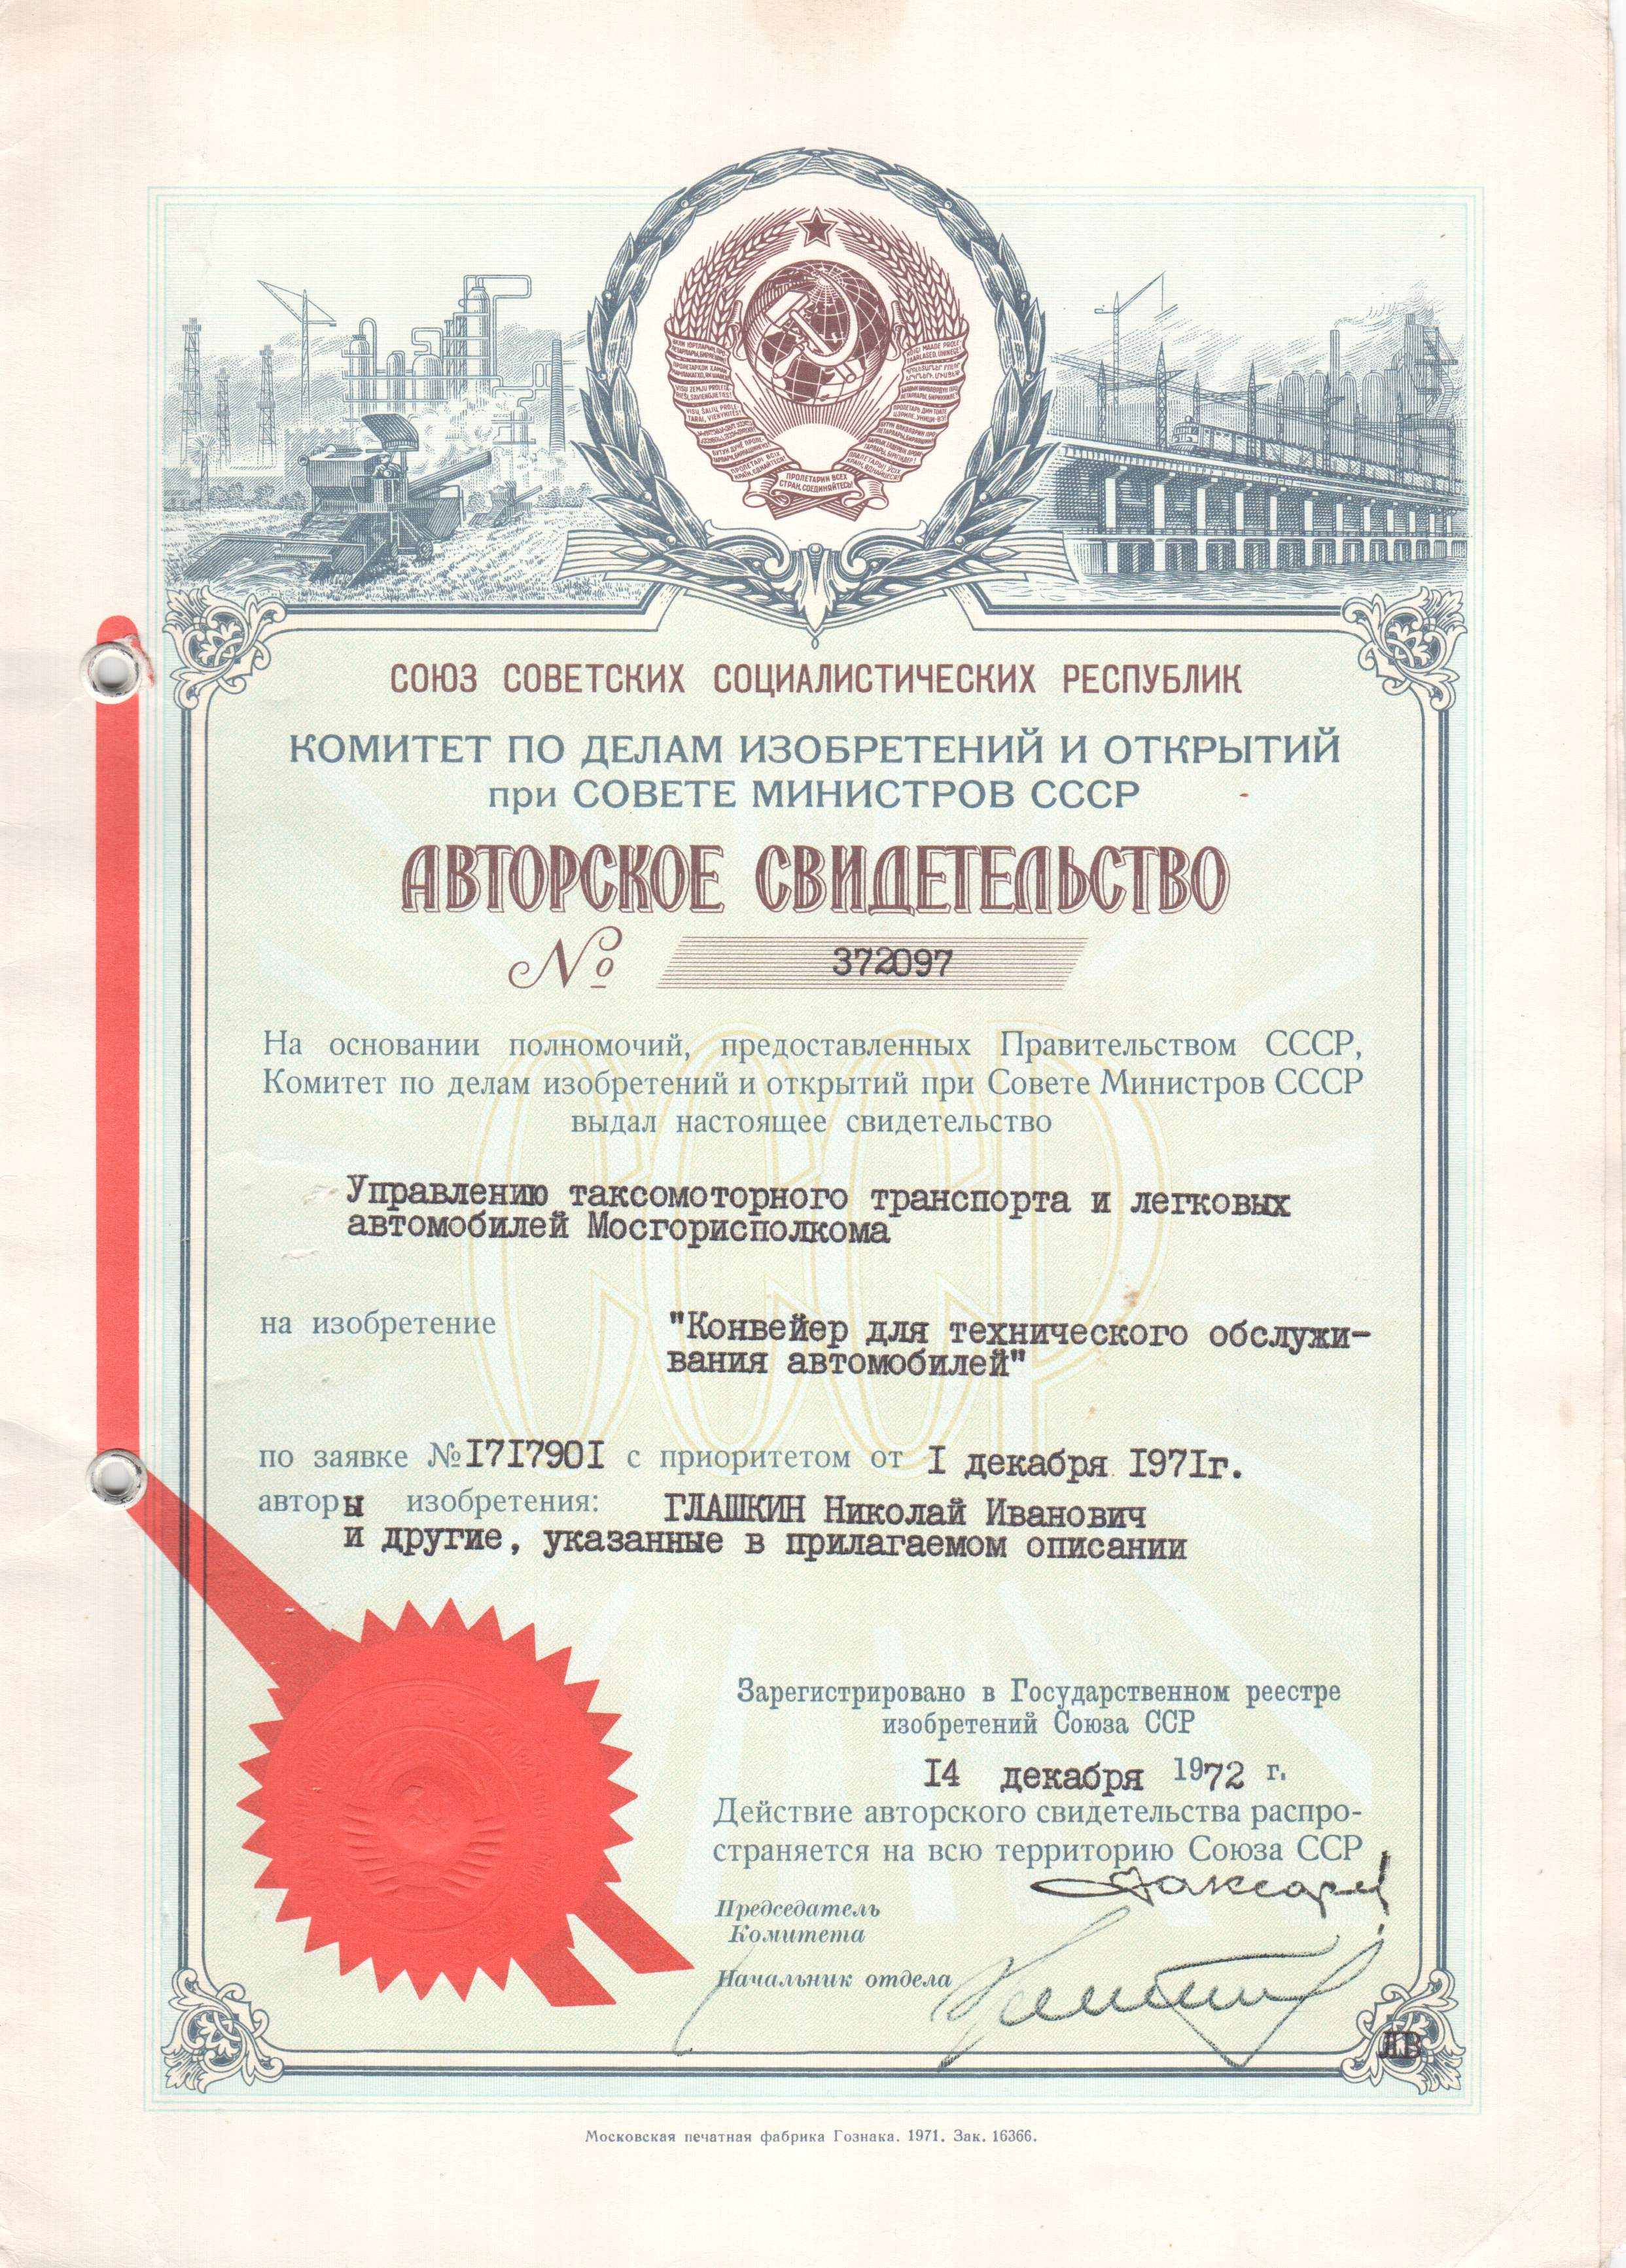 ПРОЛЕТАРИИ ВСЕХ
СТРАН, СОЕДИНЯЙТЕСЬ!
СОЮЗ СОВЕТСКИХ СОЦИАЛИСТИЧЕСКИХ РЕСПУБЛИК
КОМИТЕТ ПО ДЕЛАМ ИЗОБРЕТЕНИЙ И ОТКРЫТИЙ
при СОВЕТЕ МИНИСТРОВ СССР
АВТОРСКОЕ СВИДЕТЕЛЬСТВО
№ 372097
СССР
На основании полномочий, предоставленных Правительством СССР,
Комитет по делам изобретений и открытий при Совете Министров СССР
выдал настоящее свидетельство
Управлению таксомоторного транспорта и легковых
автомобилей Мосгорисполкома
на изобретение "Конвейер для технического обслужи-
вания автомобилей"
по заявке № I7I790I с приоритетом от I декабря I97Iг.
авторы изобретения: ГЛАШКИН Николай Иванович
и другие, указанные в прилагаемом описании
Зарегистрировано в Государственном реестре
изобретений Союза ССР
I4 декабря 1972 г.
Действие авторского свидетельства распро-
страняется на всю территорию Союза ССР
Председатель
Комитета
Начальник отдела
ЛВ
Московская печатная фабрика Гознака. 1971. Зак. 16366.